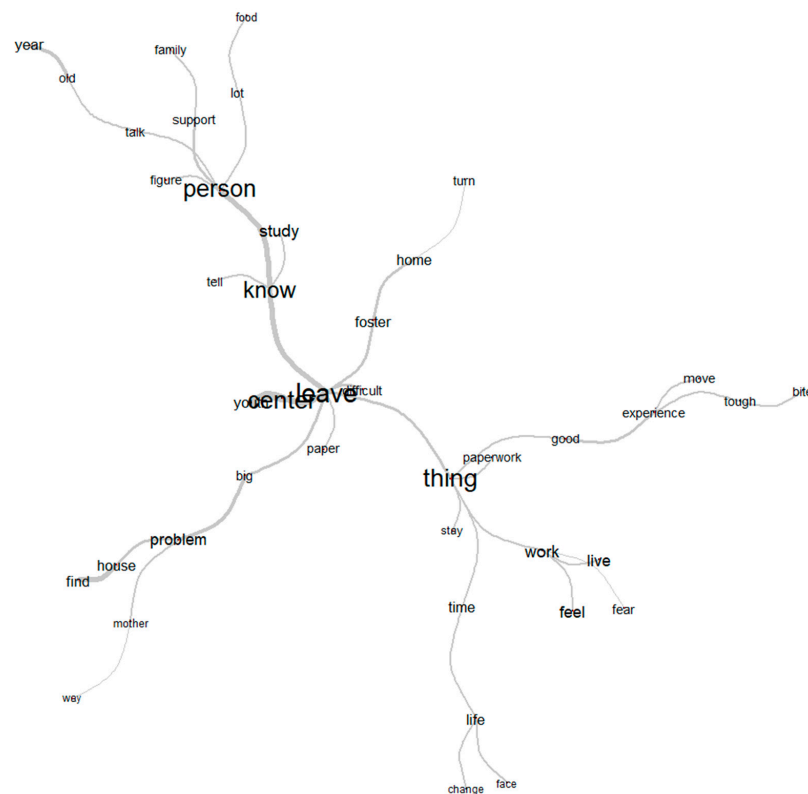 food
year
family
old
lot
support
talk
figure
person
turn
study
home
tell
know
foster
move
difficult
leave
bite
tough
youth
center
experience
good
paper
paperwork
big
thing
stay
problem
work
live
house
find
time
feel
fear
mother
way
life
face
change